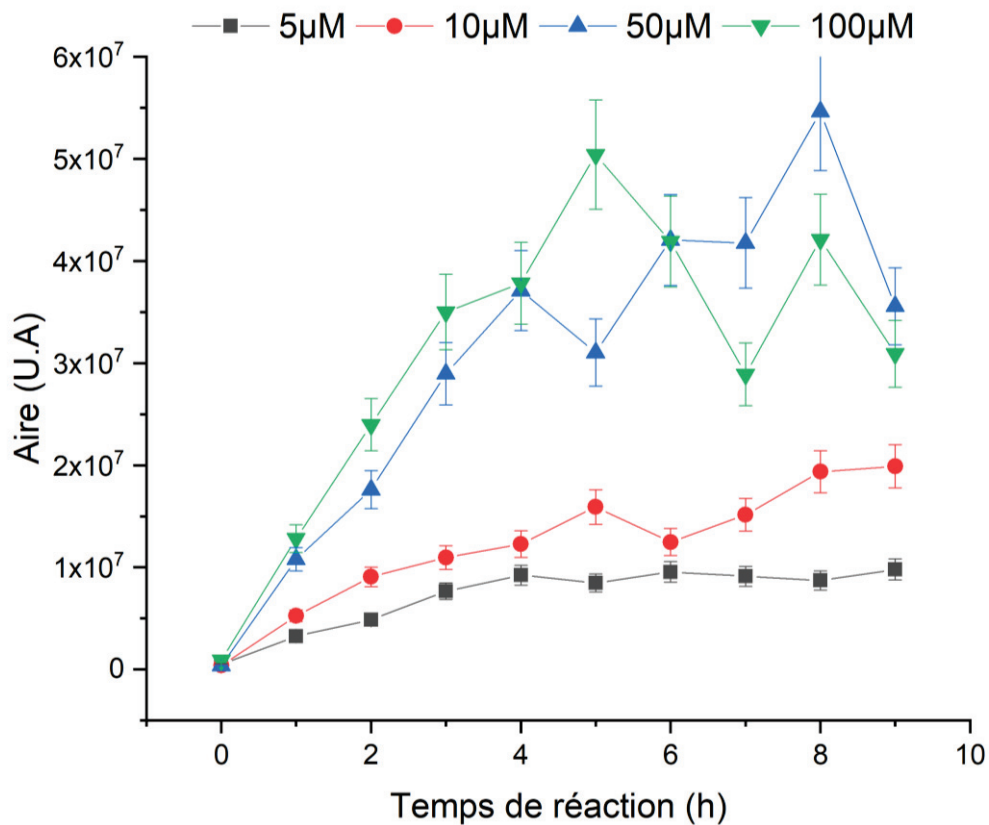 5µM 10µM 50µM 100µM
6x10⁷
5x10⁷
4x10⁷
3x10⁷
2x10⁷
1x10⁷
0
Aire (U.A)
0 2 4 6 8 10
Temps de réaction (h)